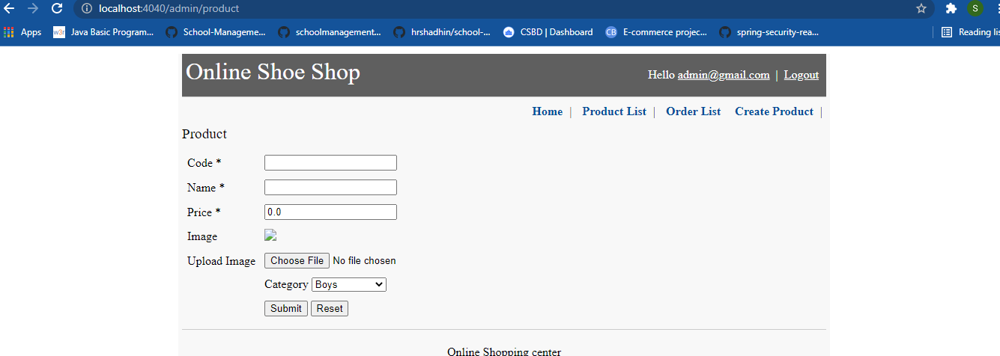 localhost:4040/admin/product
S
Apps w3r Java Basic Program... School-Manageme... schoolmanagement... hrshadhin/school-... CSBD | Dashboard CB E-commerce projec... spring-security-rea... Reading lis
Online Shoe Shop
Hello admin@gmail.com | Logout
Home | Product List | Order List Create Product |
Product
Code *
Name *
Price * 0.0
Image
Upload Image Choose File No file chosen
Category Boys
Submit Reset
Online Shopping center